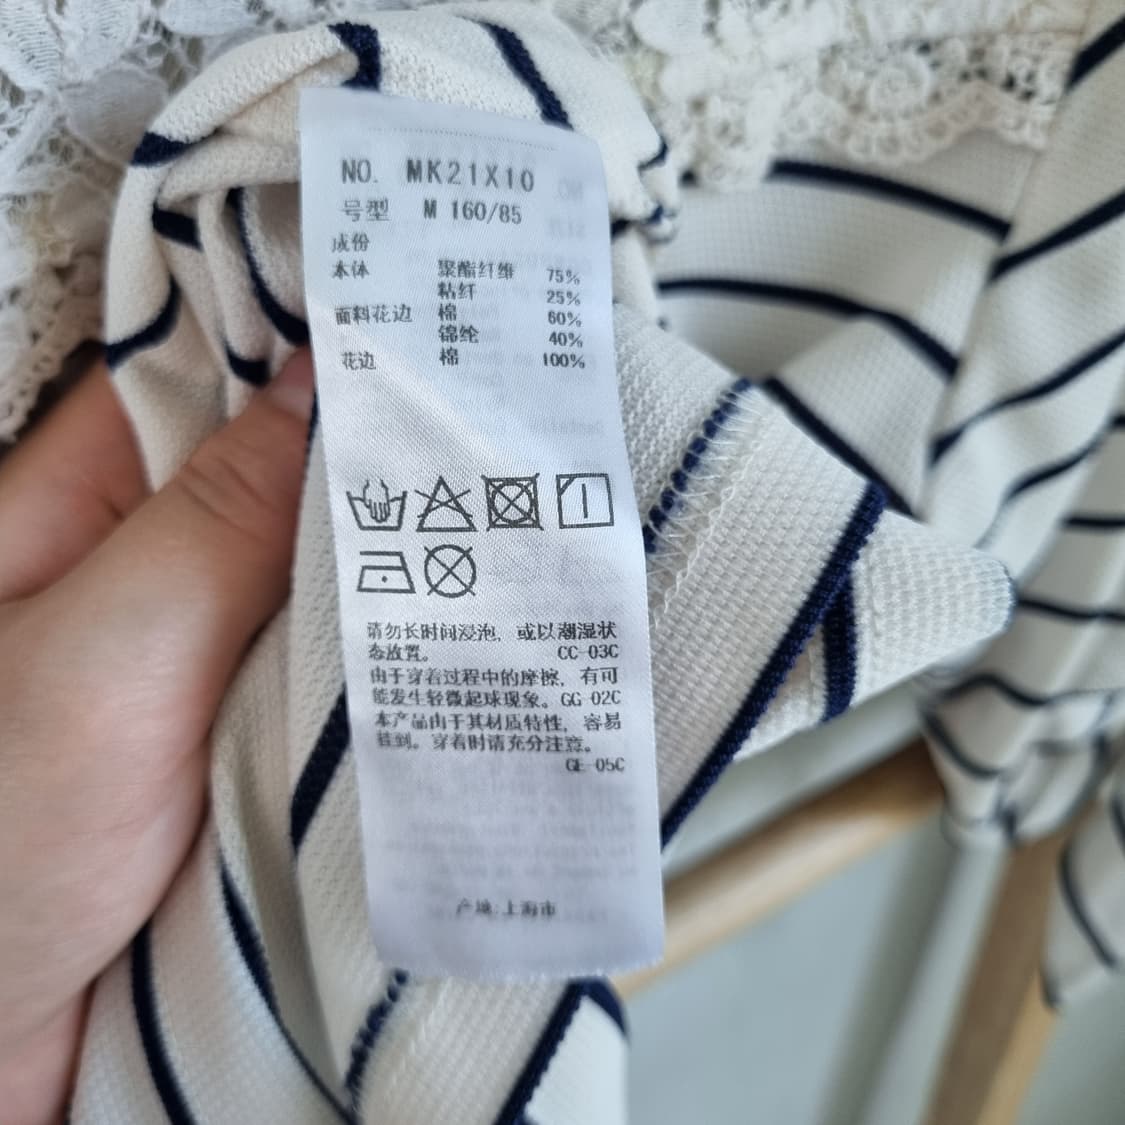 NO. MK21X10
号型 M 160/85
成份
本体 聚酯纤维 75%
粘纤 25%
面料花边 棉 60%
锦纶 40%
花边 棉 100%
请勿长时间浸泡，或以潮湿状
态放置。 CC-03C
由于穿着过程中的摩擦，有可
能发生轻微起球现象。GG-02C
本产品由于其材质特性，容易
挂到。穿着时请充分注意。
GE-05C
产地:上海市